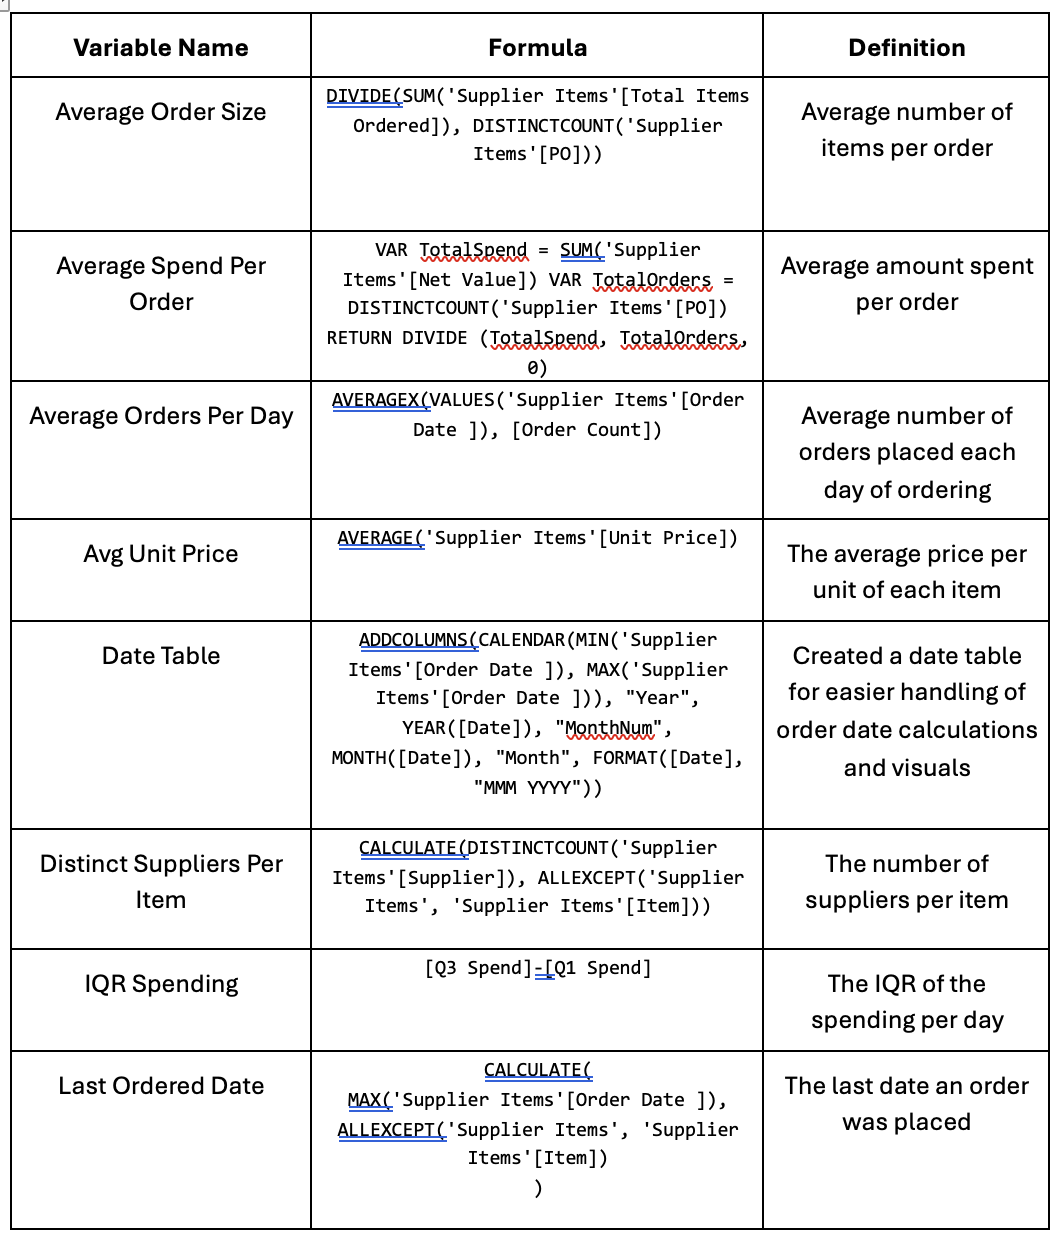 Variable Name
Formula
Definition
Average Order Size
DIVIDE(SUM('Supplier Items'[Total Items
Ordered]), DISTINCTCOUNT('Supplier
Items'[PO]))
Average number of
items per order
Average Spend Per
Order
VAR TotalSpend = SUM('Supplier
Items'[Net Value]) VAR TotalOrders =
DISTINCTCOUNT('Supplier Items'[PO])
RETURN DIVIDE (TotalSpend, TotalOrders,
0)
Average amount spent
per order
Average Orders Per Day
AVERAGEX(VALUES('Supplier Items'[Order
Date ]), [Order Count])
Average number of
orders placed each
day of ordering
Avg Unit Price
AVERAGE('Supplier Items'[Unit Price])
The average price per
unit of each item
Date Table
ADDCOLUMNS(CALENDAR(MIN('Supplier
Items'[Order Date ]), MAX('Supplier
Items'[Order Date ])), "Year",
YEAR([Date]), "MonthNum",
MONTH([Date]), "Month", FORMAT([Date],
"MMM YYYY"))
Created a date table
for easier handling of
order date calculations
and visuals
Distinct Suppliers Per
Item
CALCULATE(DISTINCTCOUNT('Supplier
Items'[Supplier]), ALLEXCEPT('Supplier
Items', 'Supplier Items'[Item]))
The number of
suppliers per item
IQR Spending
[Q3 Spend]-[Q1 Spend]
The IQR of the
spending per day
Last Ordered Date
CALCULATE(
MAX('Supplier Items'[Order Date ]),
ALLEXCEPT('Supplier Items', 'Supplier
Items'[Item])
)
The last date an order
was placed